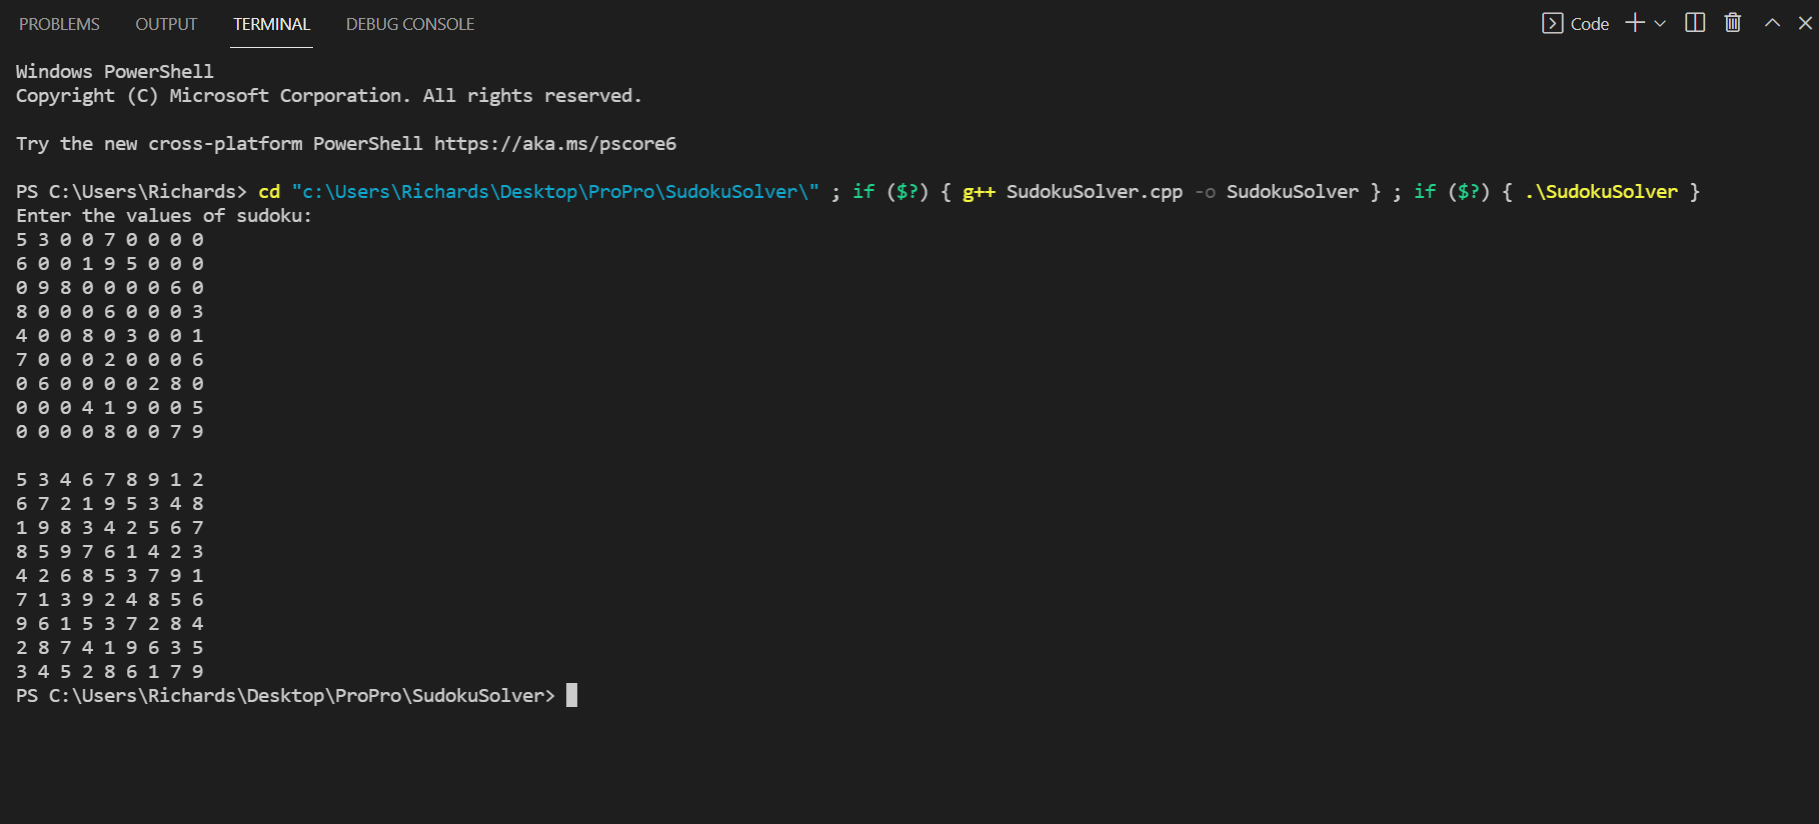 PROBLEMS OUTPUT TERMINAL DEBUG CONSOLE Code
Windows PowerShell
Copyright (C) Microsoft Corporation. All rights reserved.
Try the new cross-platform PowerShell https://aka.ms/pscore6
PS C:\Users\Richards> cd "c:\Users\Richards\Desktop\ProPro\SudokuSolver\" ; if ($?) { g++ SudokuSolver.cpp -o SudokuSolver } ; if ($?) { .\SudokuSolver }
Enter the values of sudoku:
5 3 0 0 7 0 0 0 0
6 0 0 1 9 5 0 0 0
0 9 8 0 0 0 0 6 0
8 0 0 0 6 0 0 0 3
4 0 0 8 0 3 0 0 1
7 0 0 0 2 0 0 0 6
0 6 0 0 0 0 2 8 0
0 0 0 4 1 9 0 0 5
0 0 0 0 8 0 0 7 9
5 3 4 6 7 8 9 1 2
6 7 2 1 9 5 3 4 8
1 9 8 3 4 2 5 6 7
8 5 9 7 6 1 4 2 3
4 2 6 8 5 3 7 9 1
7 1 3 9 2 4 8 5 6
9 6 1 5 3 7 2 8 4
2 8 7 4 1 9 6 3 5
3 4 5 2 8 6 1 7 9
PS C:\Users\Richards\Desktop\ProPro\SudokuSolver>